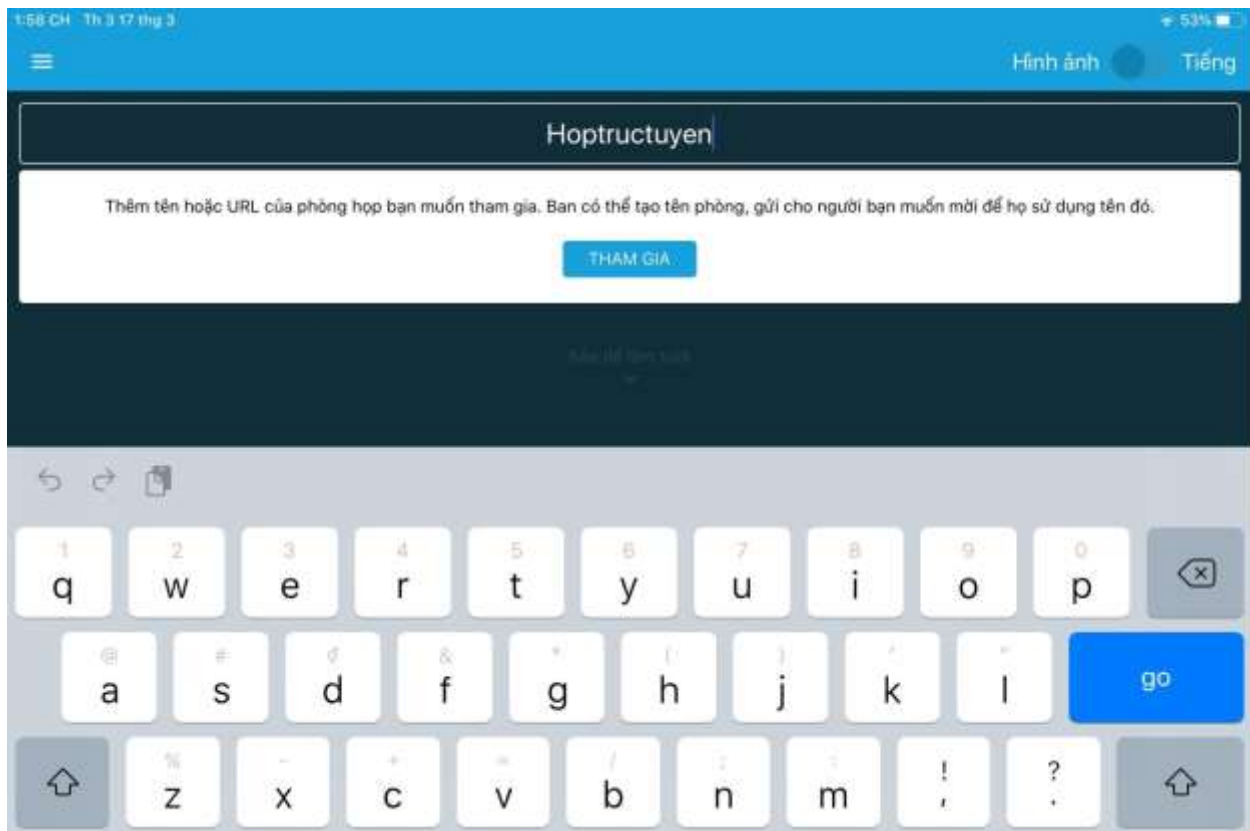 1:58 CH Th 3 17 thg 3 53%
Hình ảnh Tiếng
Hoptructuyen
Thêm tên hoặc URL của phòng họp bạn muốn tham gia. Ban có thể tạo tên phòng, gửi cho người bạn muốn mời để họ sử dụng tên đó.
THAM GIA
1 2 3 4 5 6 7 8 9 0
q w e r t y u i o p
@ # đ & * ( )
a s d f g h j k l go
% - + = / ; :
z x c v b n m ! , ? .